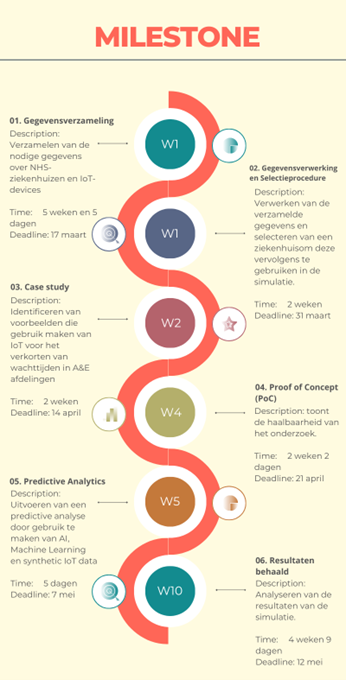 MILESTONE
01. Gegevensverzameling
Description:
Verzamelen van de
nodige gegevens
over NHS-
ziekenhuizen en IoT-
devices
Time: 5 weken en 5
dagen
Deadline: 17 maart
W1
02. Gegevensverwerking
en Selectieprocedure
Description:
Verwerken van de
verzamelde
gegevens en
selecteren van een
ziekenhuisom deze
vervolgens te
gebruiken in de
simulatie.
Time: 2 weken
Deadline: 31 maart
W1
03. Case study
Description:
Identificeren van
voorbeelden die
gebruik maken van
IoT voor het
verkorten van
wachttijden in A&E
afdelingen
Time: 2 weken
Deadline: 14 april
W2
04. Proof of Concept
(PoC)
Description: toont
de haalbaarheid van
het onderzoek.
Time: 2 weken 2
dagen
Deadline: 21 april
W4
05. Predictive Analytics
Description:
Uitvoeren van een
predictive analyse
door gebruik te
maken van AI,
Machine Learning
en synthetic IoT data
Time: 5 dagen
Deadline: 7 mei
W5
06. Resultaten
behaald
Description:
Analyseren van de
resultaten van de
simulatie.
Time: 4 weken 9
dagen
Deadline: 12 mei
W10